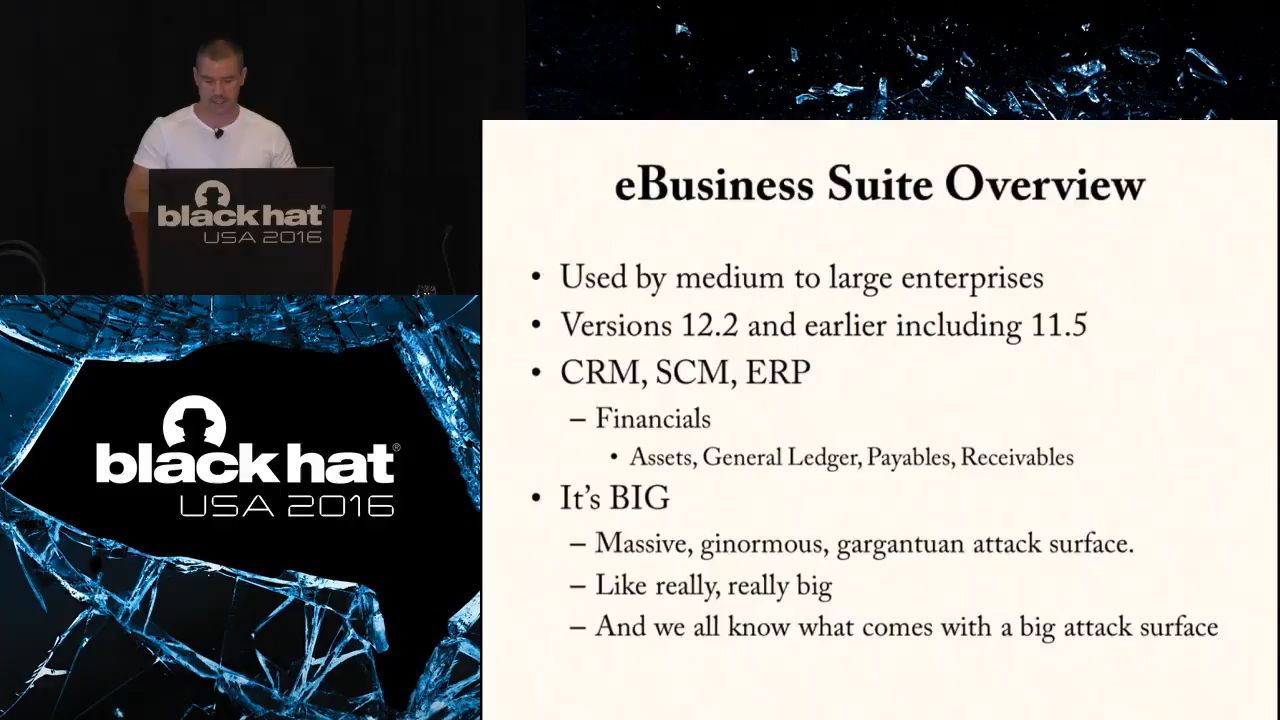 black hat®
USA 2016
black hat®
USA 2016
eBusiness Suite Overview
• Used by medium to large enterprises
• Versions 12.2 and earlier including 11.5
• CRM, SCM, ERP
– Financials
• Assets, General Ledger, Payables, Receivables
• It's BIG
– Massive, ginormous, gargantuan attack surface.
– Like really, really big
– And we all know what comes with a big attack surface